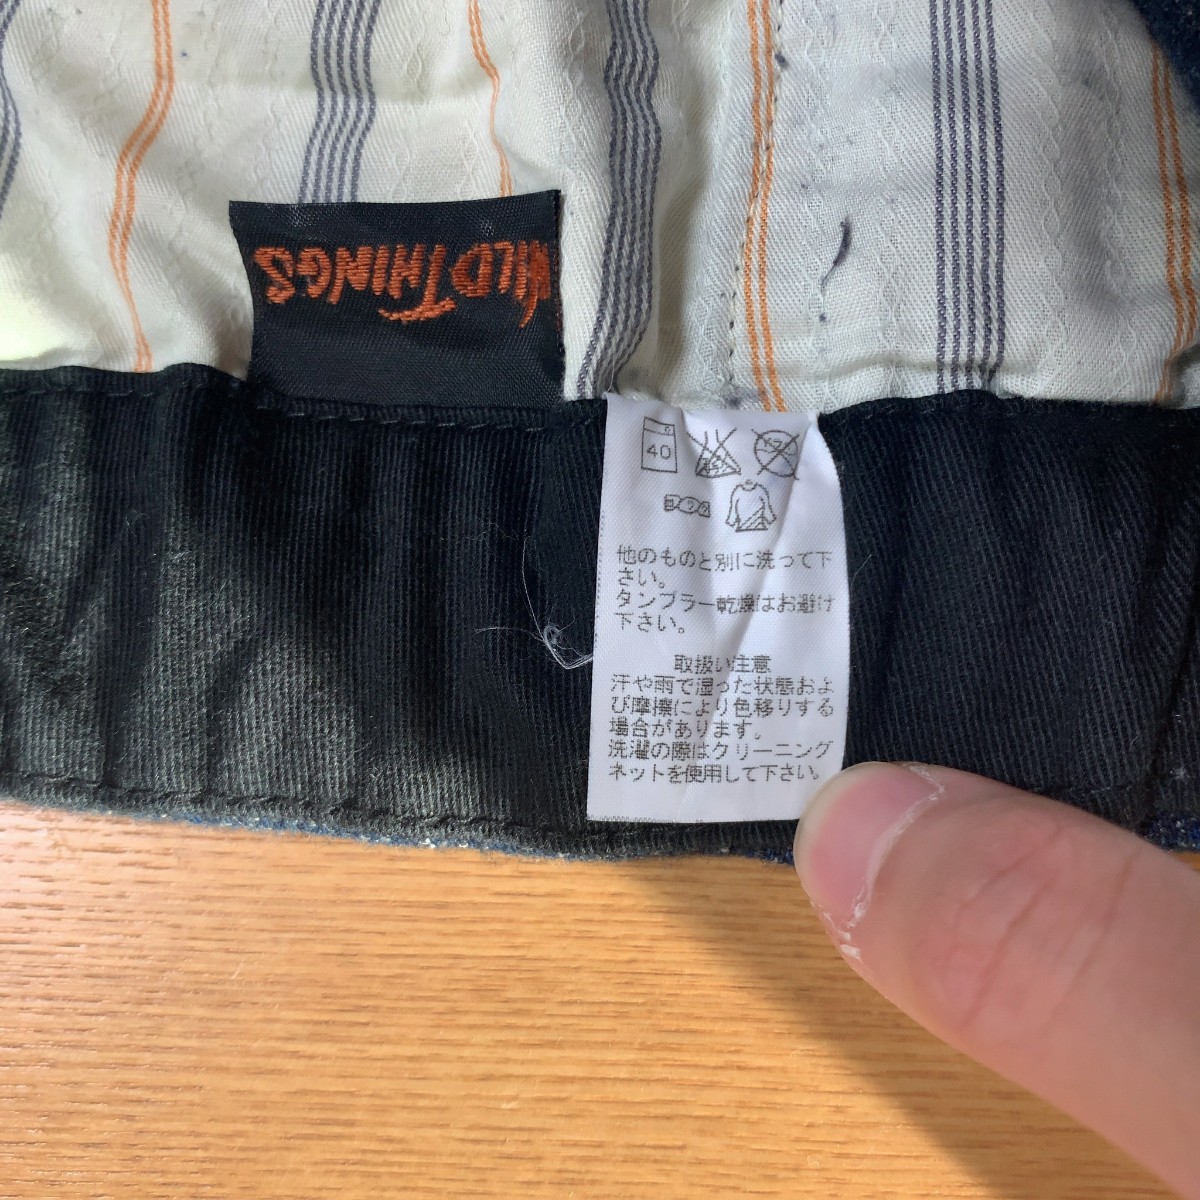 WILD THINGS
40
他のものと別に洗って下
さい。
タンブラー乾燥はお避け
下さい。
取扱い注意
汗や雨で湿った状態およ
び摩擦により色移りする
場合があります。
洗濯の際はクリーニング
ネットを使用して下さい。